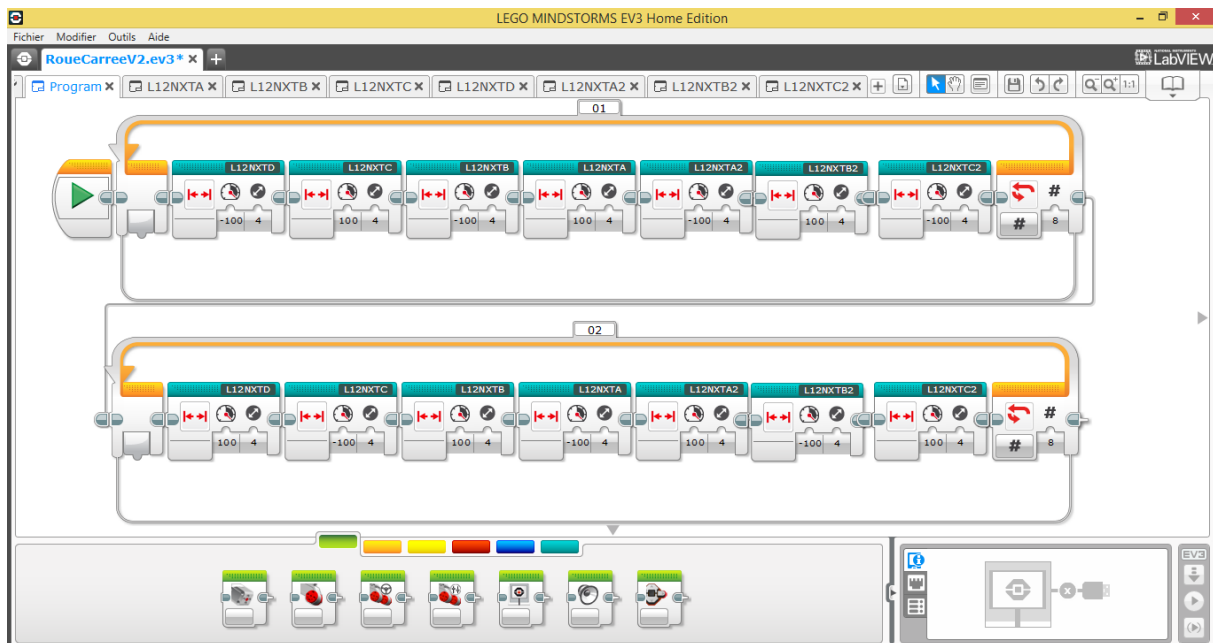 LEGO MINDSTORMS EV3 Home Edition
Fichier Modifier Outils Aide
RoueCarreeV2.ev3* × +
NATIONAL INSTRUMENTS
LabVIEW
Program × L12NXTA × L12NXTB × L12NXTC × L12NXTD × L12NXTA2 × L12NXTB2 × L12NXTC2 × + 1:1
01
L12NXTD L12NXTC L12NXTB L12NXTA L12NXTA2 L12NXTB2 L12NXTC2
#
-100 4 100 4 -100 4 100 4 -100 4 100 4 -100 4 # 8
02
L12NXTD L12NXTC L12NXTB L12NXTA L12NXTA2 L12NXTB2 L12NXTC2
#
100 4 -100 4 100 4 -100 4 100 4 -100 4 100 4 # 8
EV3